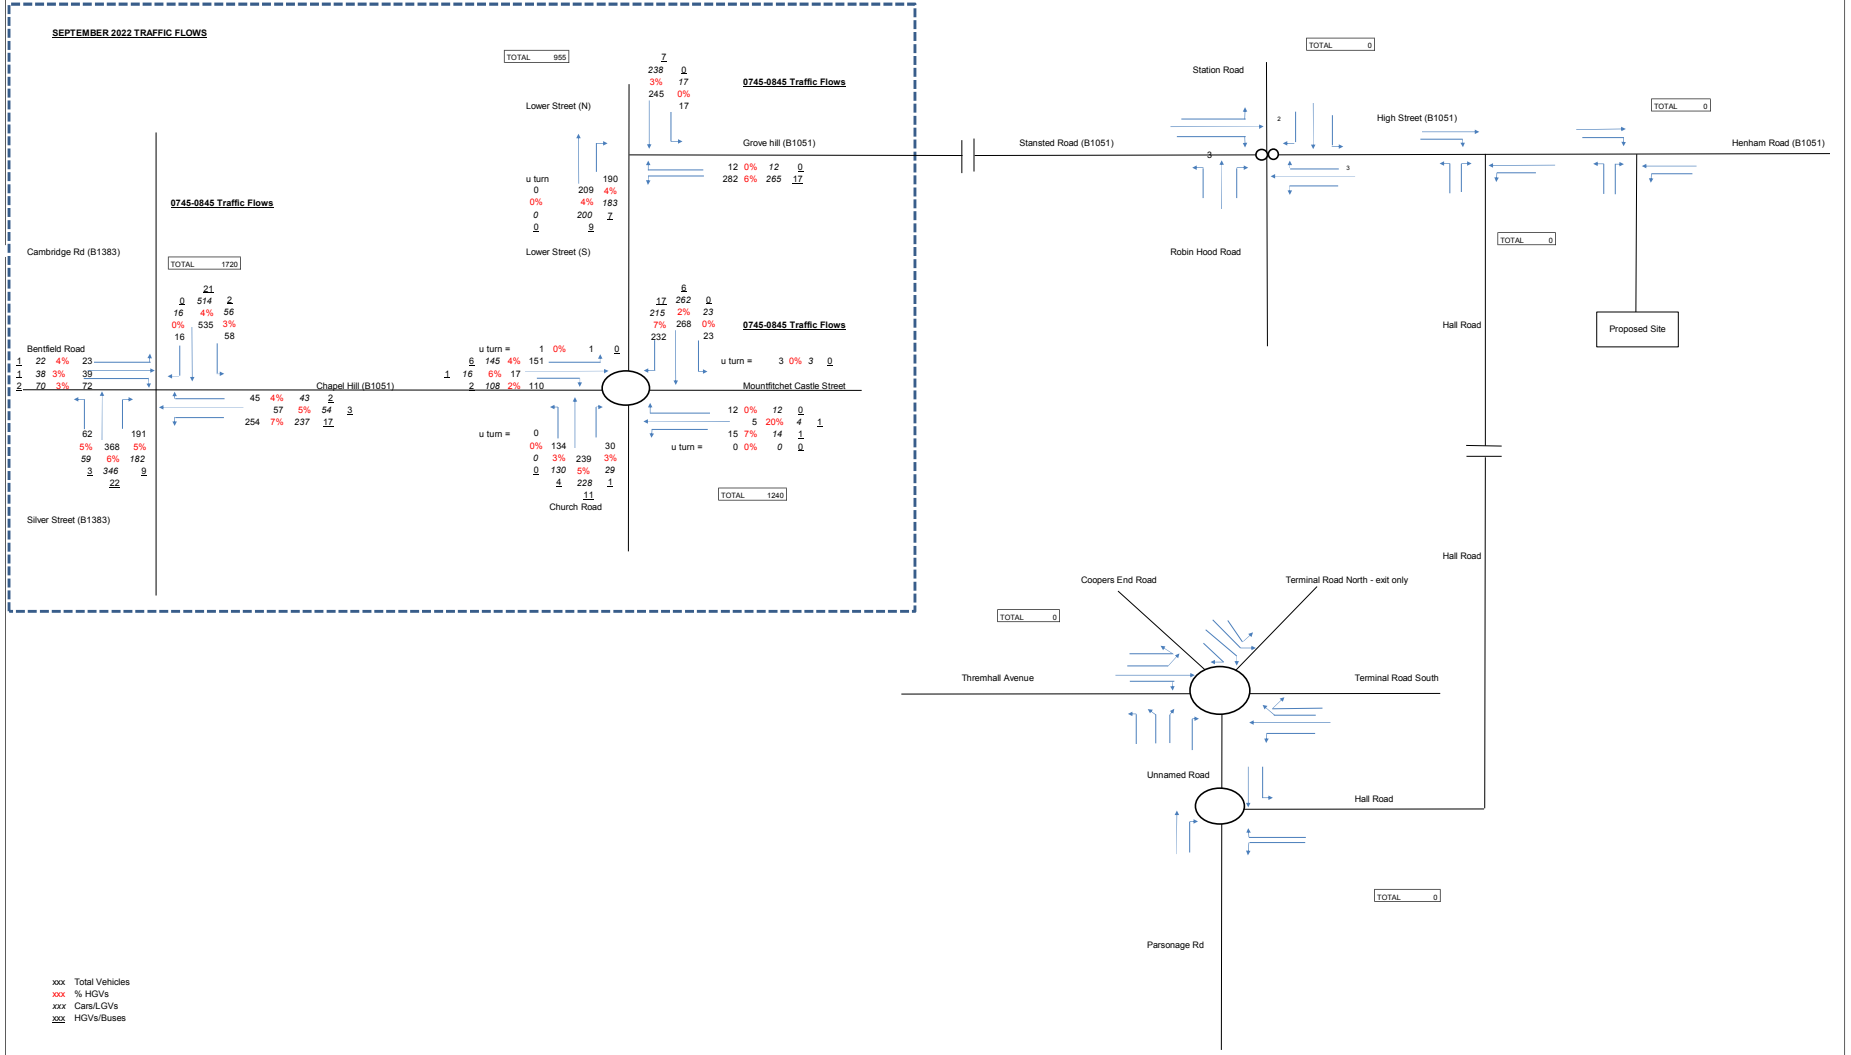 SEPTEMBER 2022 TRAFFIC FLOWS
TOTAL 955
7
238 0
3% 17
245 0%
17
0745-0845 Traffic Flows
Lower Street (N)
Grove hill (B1051)
12 0% 12 0
282 6% 265 17
u turn 190
0 209 4%
0% 4% 183
0 200 7
0 9
Lower Street (S)
0745-0845 Traffic Flows
Cambridge Rd (B1383)
TOTAL 1720
21
0 514 2
16 4% 56
0% 535 3%
16 58
Bentfield Road
1 22 4% 23
1 38 3% 39
2 70 3% 72
Chapel Hill (B1051)
45 4% 43 2
57 5% 54 3
254 7% 237 17
62 191
5% 368 5%
59 6% 182
3 346 9
22
Silver Street (B1383)
6
17 262 0
215 2% 23
7% 268 0%
232 23
0745-0845 Traffic Flows
u turn = 1 0% 1 0
6 145 4% 151
1 16 6% 17
2 108 2% 110
u turn = 3 0% 3 0
Mountfitchet Castle Street
12 0% 12 0
5 20% 4 1
15 7% 14 1
u turn = 0 0% 0 0
u turn = 0
0% 134 30
0 3% 239 3%
0 130 5% 29
4 228 1
11
Church Road
TOTAL 1240
TOTAL 0
Station Road
2
High Street (B1051)
TOTAL 0
Stansted Road (B1051)
3
3
Henham Road (B1051)
Robin Hood Road
TOTAL 0
Hall Road
Proposed Site
Hall Road
Coopers End Road
Terminal Road North - exit only
TOTAL 0
Thremhall Avenue
Terminal Road South
Unnamed Road
Hall Road
TOTAL 0
Parsonage Rd
xxx Total Vehicles
xxx % HGVs
xxx Cars/LGVs
xxx HGVs/Buses